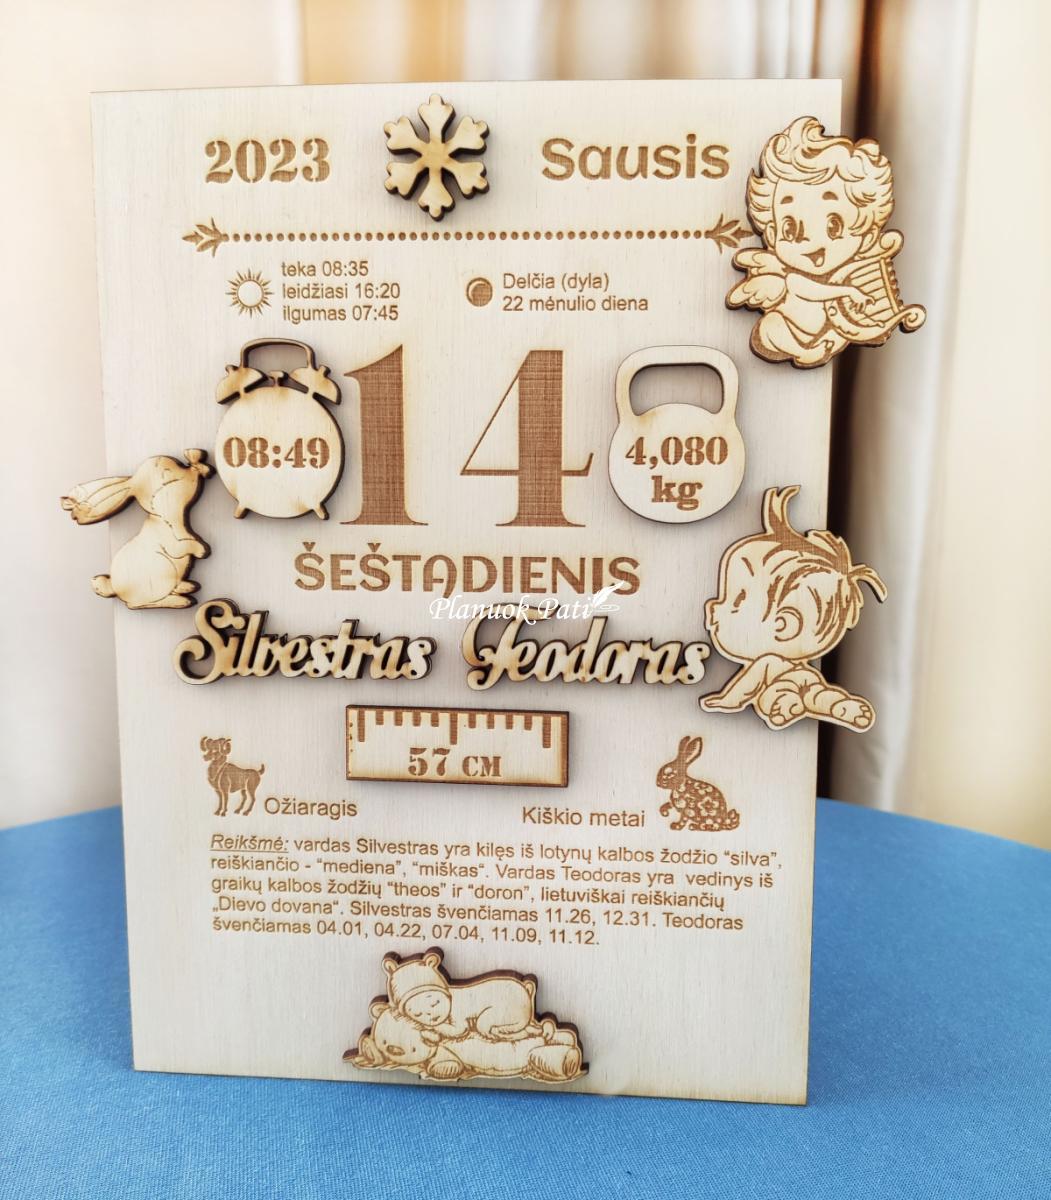 2023
Sausis
teka 08:35
leidžiasi 16:20
ilgumas 07:45
Delčia (dyla)
22 mėnulio diena
08:49
14
4,080
kg
ŠEŠTADIENIS
Planuok Pati
Silvestras Teodoras
57 CM
Ožiaragis
Kiškio metai
Reikšmė: vardas Silvestras yra kilęs iš lotynų kalbos žodžio “silva”,
reiškiančio - “mediena”, “miškas“. Vardas Teodoras yra vedinys iš
graikų kalbos žodžių “theos” ir “doron”, lietuviškai reiškiančių
„Dievo dovana“. Silvestras švenčiamas 11.26, 12.31. Teodoras
švenčiamas 04.01, 04.22, 07.04, 11.09, 11.12.